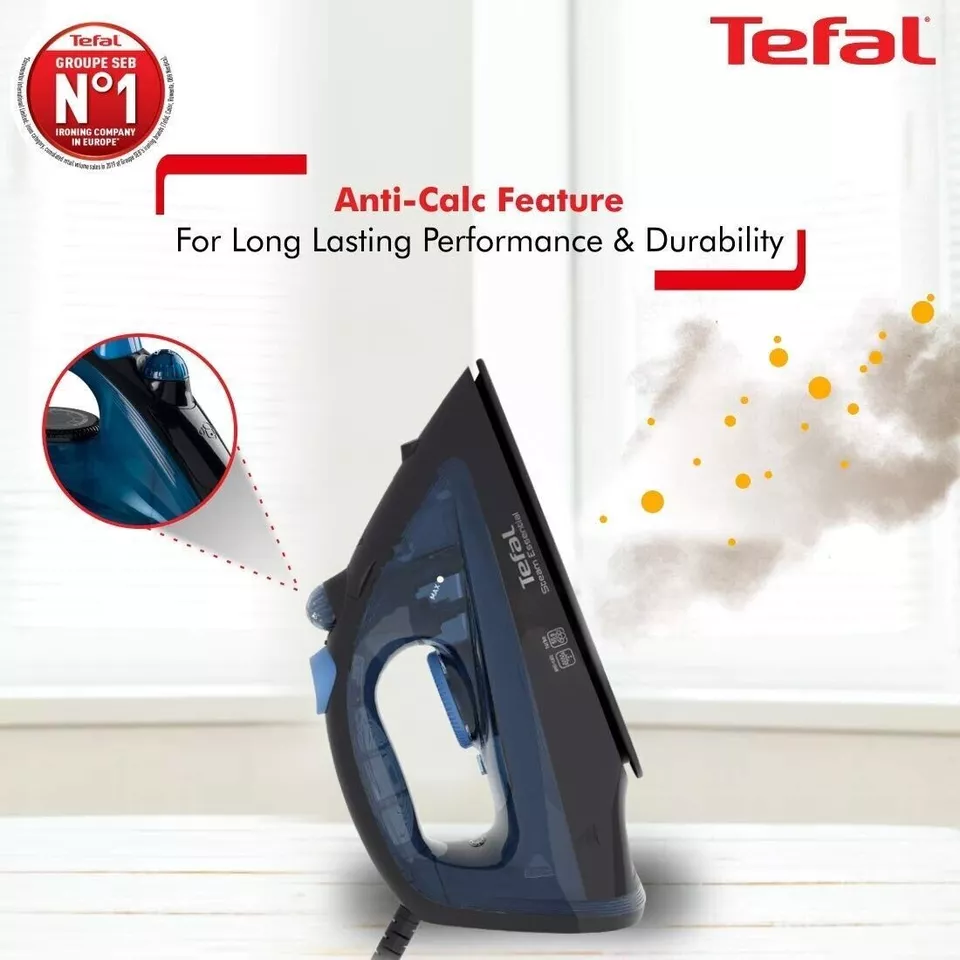 Tefal
GROUPE SEB
N°1
IRONING COMPANY
IN EUROPE*
Tefal®
Anti-Calc Feature
For Long Lasting Performance & Durability
MAX
Tefal
Steam Essential